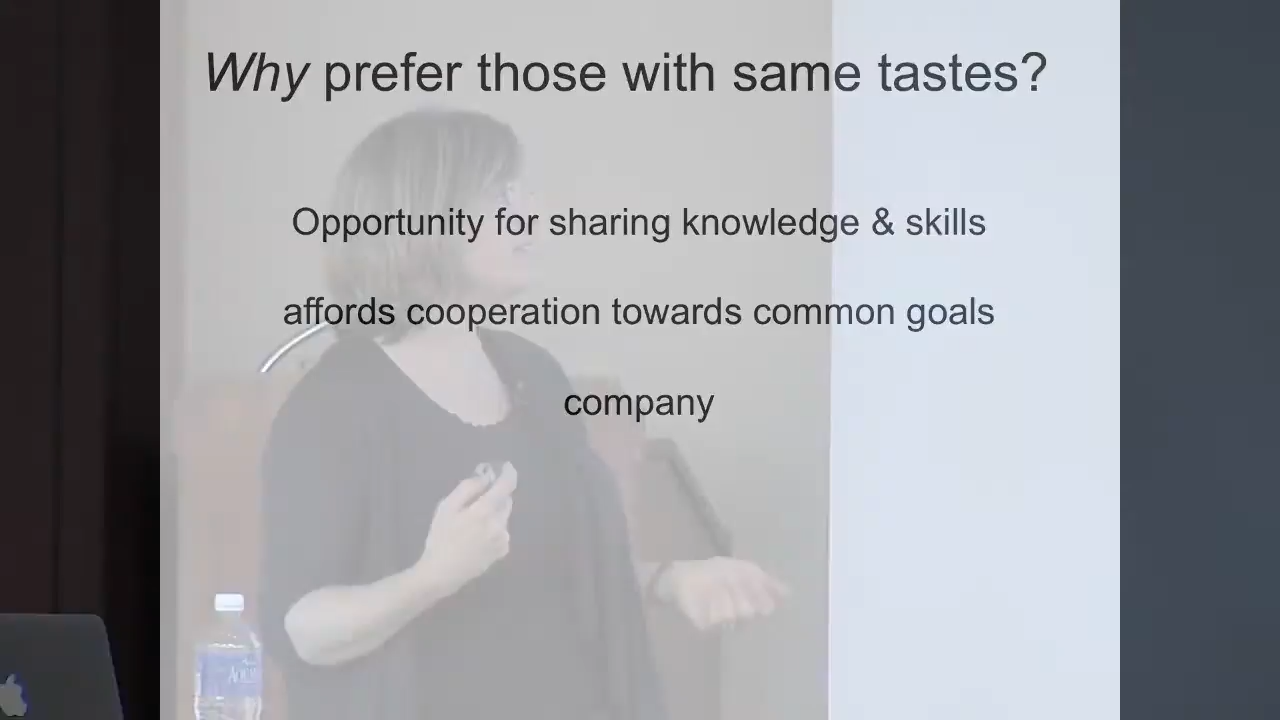 Why prefer those with same tastes?
Opportunity for sharing knowledge & skills
affords cooperation towards common goals
company